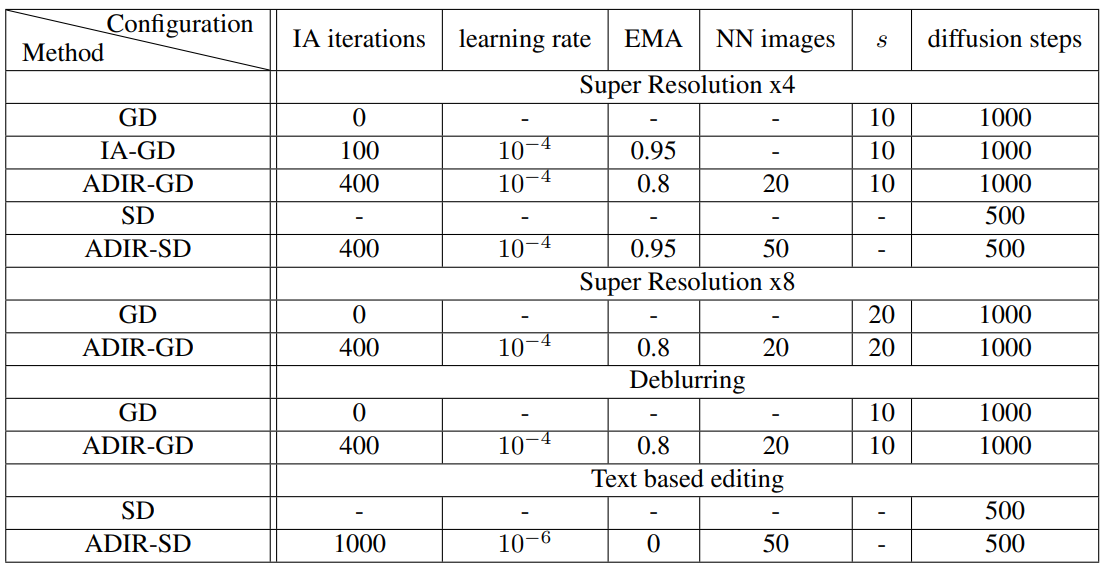 Configuration
Method IA iterations learning rate EMA NN images s diffusion steps
Super Resolution x4
GD 0 - - - 10 1000
IA-GD 100 10⁻⁴ 0.95 - 10 1000
ADIR-GD 400 10⁻⁴ 0.8 20 10 1000
SD - - - - - 500
ADIR-SD 400 10⁻⁴ 0.95 50 - 500
Super Resolution x8
GD 0 - - - 20 1000
ADIR-GD 400 10⁻⁴ 0.8 20 20 1000
Deblurring
GD 0 - - - 10 1000
ADIR-GD 400 10⁻⁴ 0.8 20 10 1000
Text based editing
SD - - - - - 500
ADIR-SD 1000 10⁻⁶ 0 50 - 500